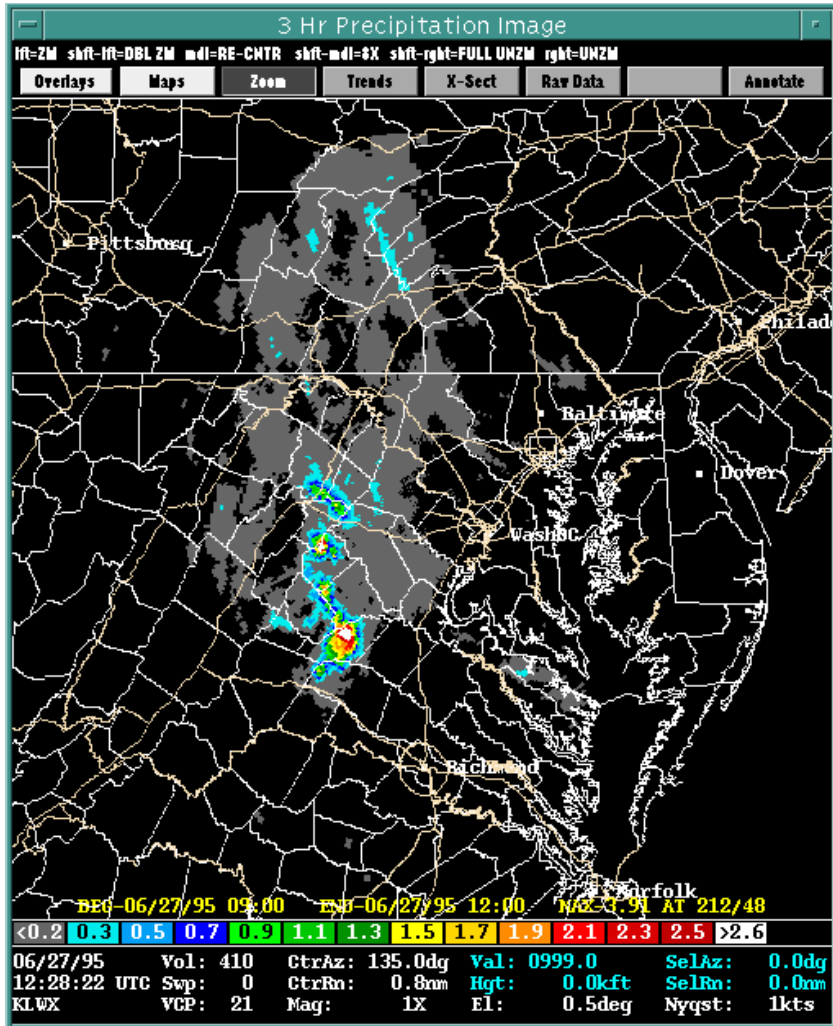 3 Hr Precipitation Image
lft=ZM shft-lft=DBL ZM mdl=RE-CNTR shft-mdl=8X shft-rght=FULL UNZM rght=UNZM
Overlays Maps Zoom Trends X-Sect Raw Data Annotate
Pittsburg
Philad
Baltimore
Dover
WashDC
Richmond
Norfolk
BEG-06/27/95 09:00 END-06/27/95 12:00 MAX-3.91 AT 212/48
<0.2 0.3 0.5 0.7 0.9 1.1 1.3 1.5 1.7 1.9 2.1 2.3 2.5 >2.6
06/27/95 Vol: 410 CtrAz: 135.0dg Val: 0999.0 SelAz: 0.0dg
12:28:22 UTC Swp: 0 CtrRn: 0.8nm Hgt: 0.0kft SelRn: 0.0nm
KLWX VCP: 21 Mag: 1X El: 0.5deg Nyqst: 1kts